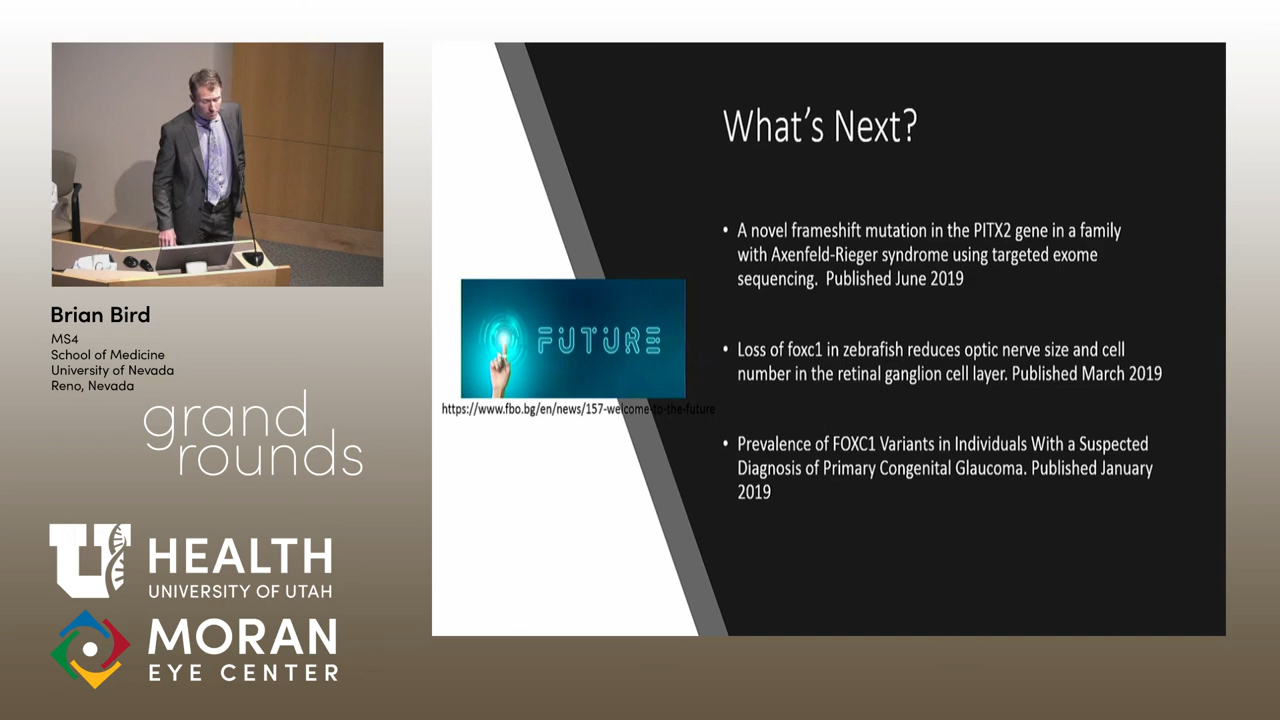 Brian Bird
MS4
School of Medicine
University of Nevada
Reno, Nevada
grand
rounds
U
HEALTH
UNIVERSITY OF UTAH
MORAN
EYE CENTER
What's Next?
• A novel frameshift mutation in the PITX2 gene in a family
with Axenfeld-Rieger syndrome using targeted exome
sequencing. Published June 2019
FUTURE
https://www.fbo.bg/en/news/157-welcome-to-the-future
• Loss of foxc1 in zebrafish reduces optic nerve size and cell
number in the retinal ganglion cell layer. Published March 2019
• Prevalence of FOXC1 Variants in Individuals With a Suspected
Diagnosis of Primary Congenital Glaucoma. Published January
2019